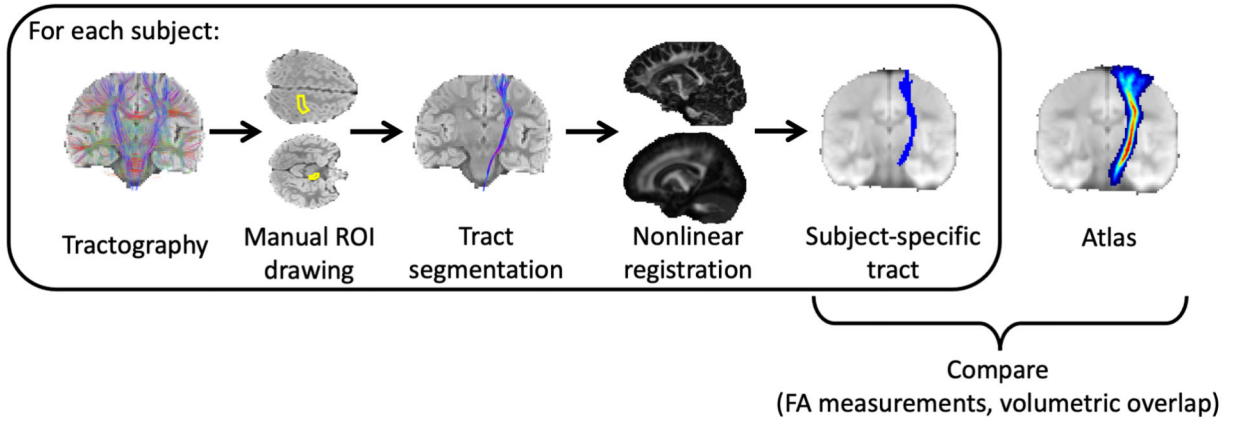 For each subject:
Tractography
Manual ROI
drawing
Tract
segmentation
Nonlinear
registration
Subject-specific
tract
Atlas
Compare
(FA measurements, volumetric overlap)